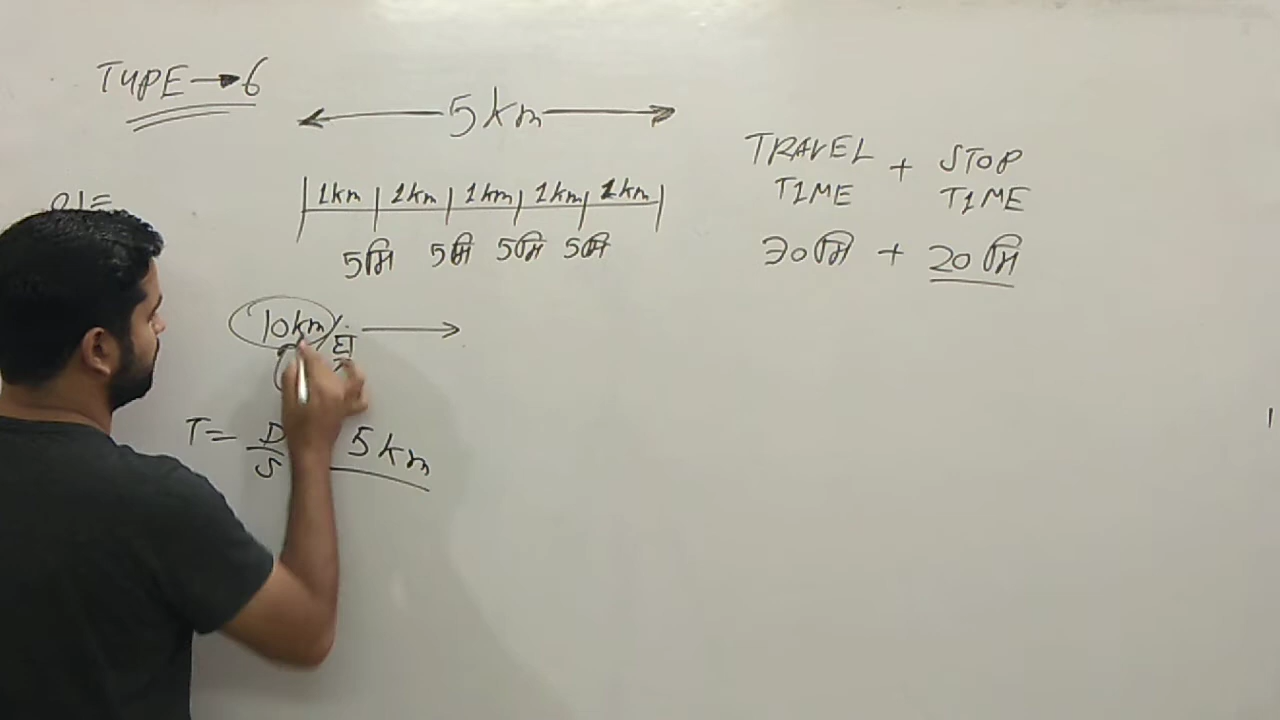 TYPE → 6
5 km
1km 1km 1km 1km 1km
5मि 5मि 5मि 5मि
TRAVEL TIME + STOP TIME
30मि + 20 मि
10km/घं
T = D/S 5 km